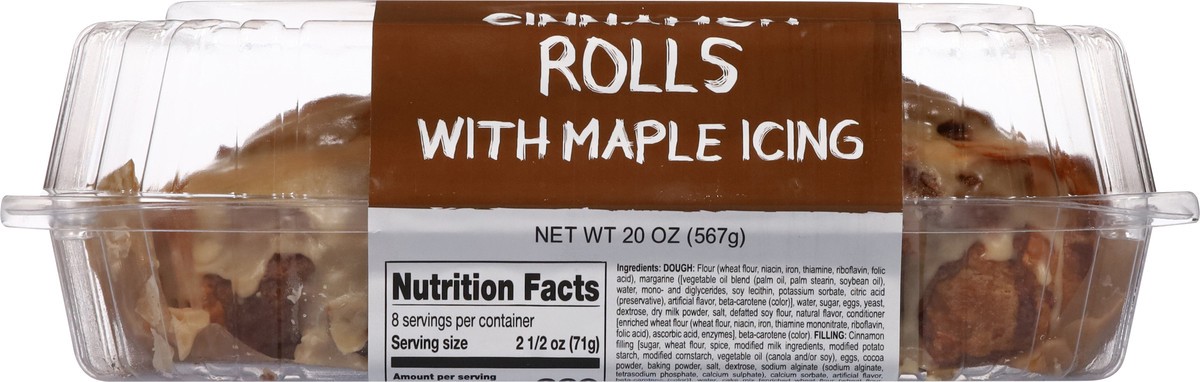 CINNAMON
ROLLS
WITH MAPLE ICING
NET WT 20 OZ (567g)
Nutrition Facts
8 servings per container
Serving size 2 1/2 oz (71g)
Amount per serving
Ingredients: DOUGH: Flour (wheat flour, niacin, iron, thiamine, riboflavin, folic
acid), margarine ([vegetable oil blend (palm oil, palm stearin, soybean oil),
water, mono- and diglycerides, soy lecithin, potassium sorbate, citric acid
(preservative), artificial flavor, beta-carotene (color)], water, sugar, eggs, yeast,
dextrose, dry milk powder, salt, defatted soy flour, natural flavor, conditioner
[enriched wheat flour (wheat flour, niacin, iron, thiamine mononitrate, riboflavin,
folic acid), ascorbic acid, enzymes], beta-carotene (color). FILLING: Cinnamon
filling [sugar, wheat flour, spice, modified milk ingredients, modified potato
starch, modified cornstarch, vegetable oil (canola and/or soy), eggs, cocoa
powder, baking powder, salt, dextrose, sodium alginate (sodium alginate,
tetrasodium phosphate, calcium sulphate), calcium sorbate, artificial flavor,